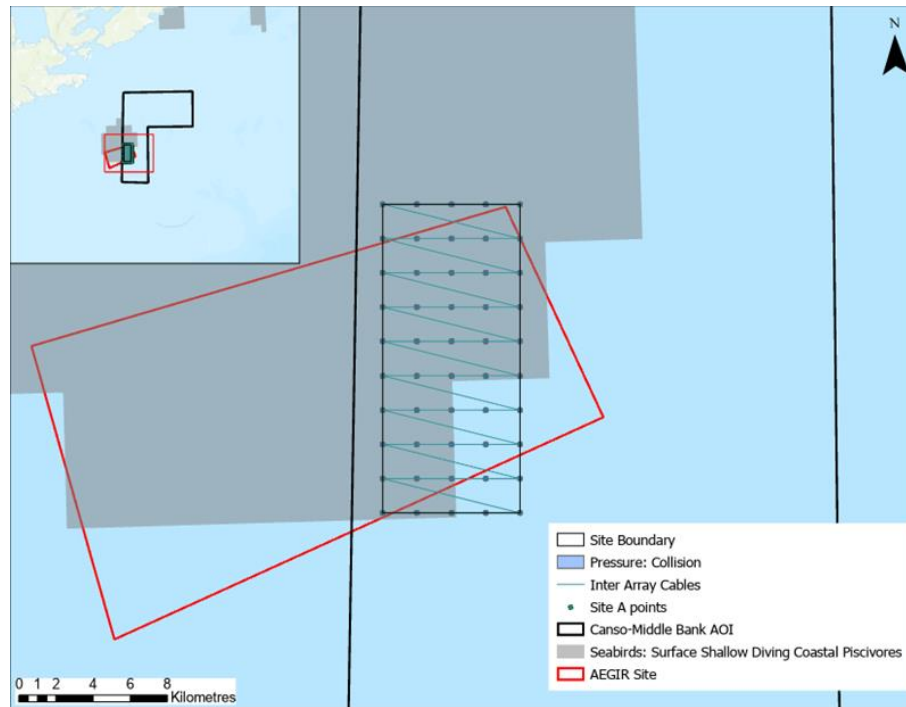 N
Site Boundary
Pressure: Collision
Inter Array Cables
Site A points
Canso-Middle Bank AOI
Seabirds: Surface Shallow Diving Coastal Piscivores
AEGIR Site
0 1 2 4 6 8
Kilometres